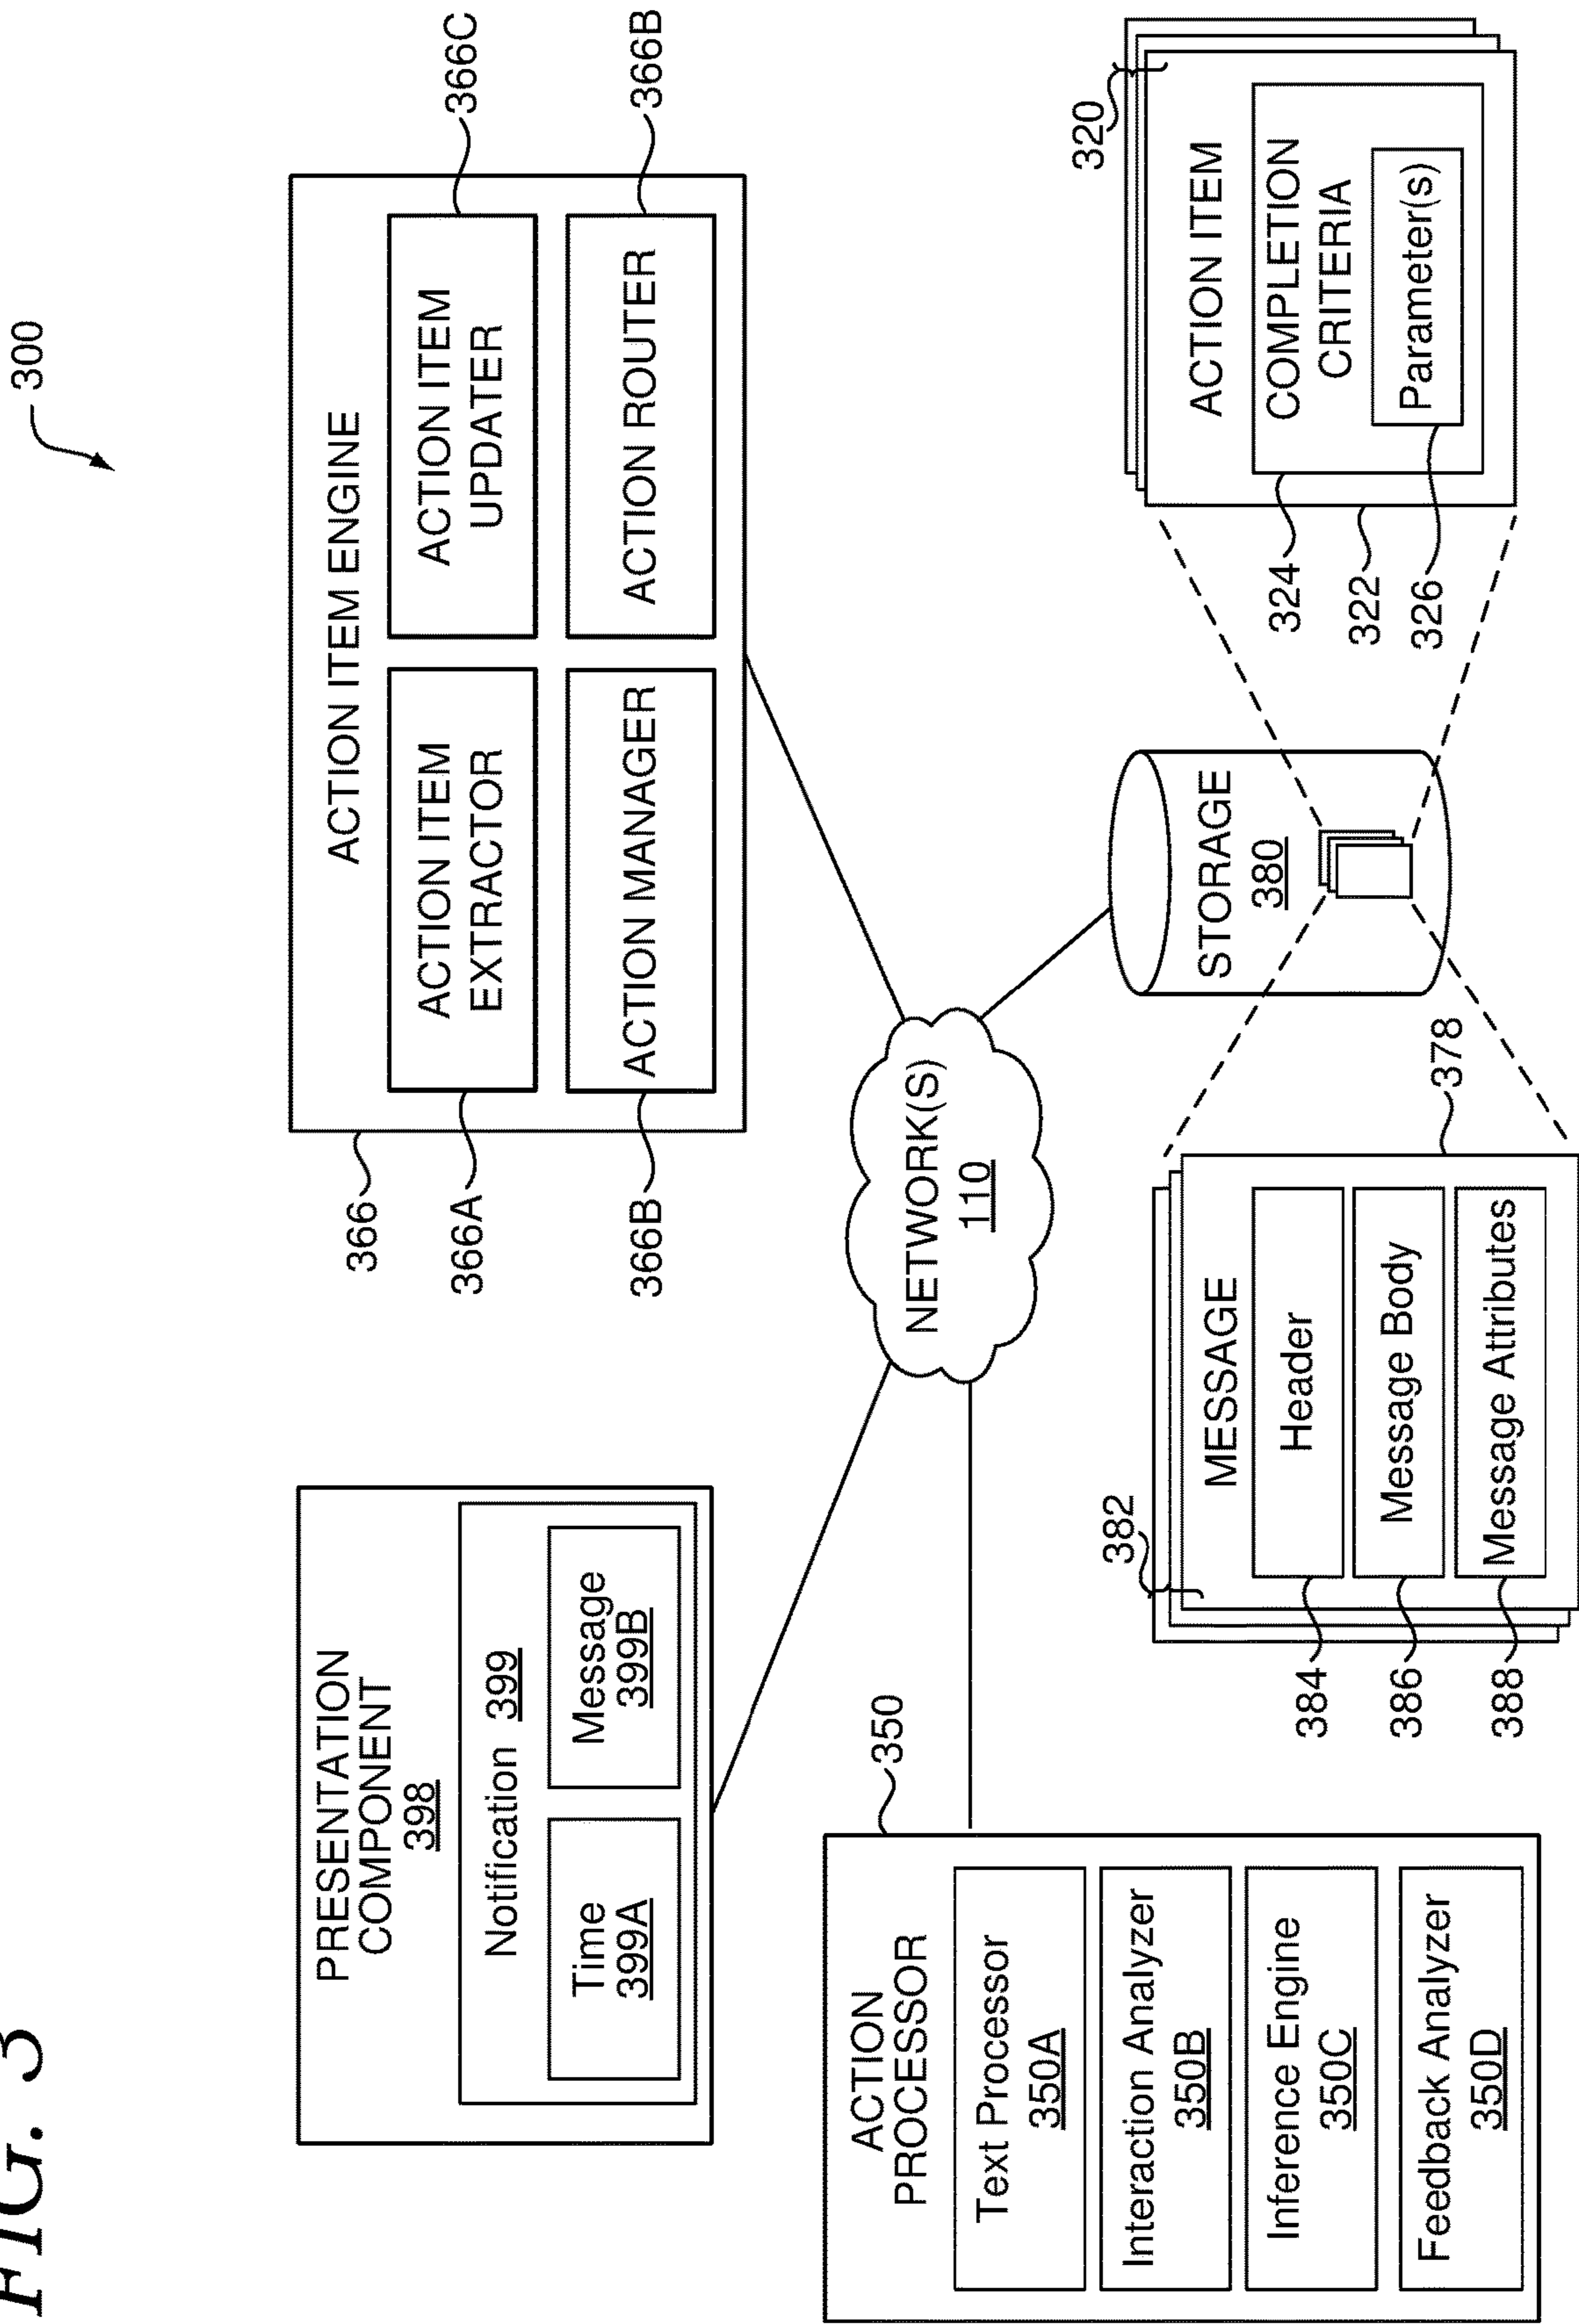 FIG. 3
300
PRESENTATION
COMPONENT
398
Notification 399
Time
399A
Message
399B
366
ACTION ITEM ENGINE
366A
ACTION ITEM
EXTRACTOR
ACTION ITEM
UPDATER
366C
366B
ACTION MANAGER
ACTION ROUTER
366B
NETWORK(S)
110
350
ACTION
PROCESSOR
Text Processor
350A
Interaction Analyzer
350B
Inference Engine
350C
Feedback Analyzer
350D
382
MESSAGE
384
Header
386
Message Body
388
Message Attributes
378
STORAGE
380
320
ACTION ITEM
324
COMPLETION
CRITERIA
322
326
Parameter(s)